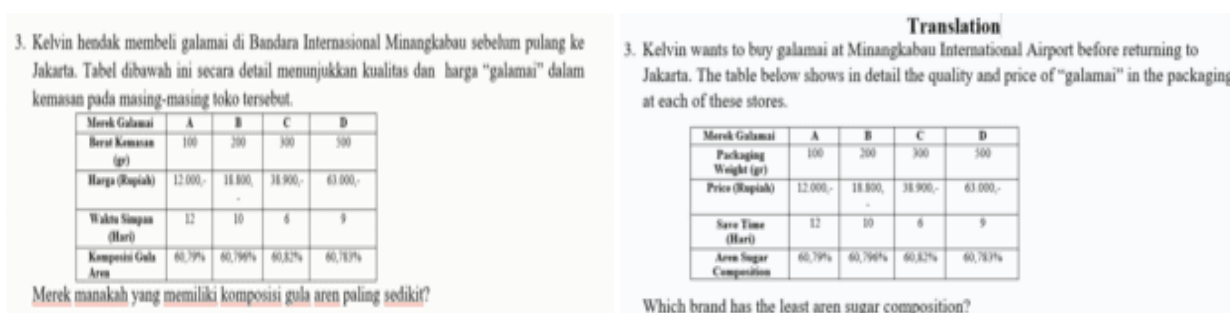 3. Kelvin hendak membeli galamai di Bandara Internasional Minangkabau sebelum pulang ke
Jakarta. Tabel dibawah ini secara detail menunjukkan kualitas dan harga “galamai” dalam
kemasan pada masing-masing toko tersebut.
Merek Galamai A B C D
Berat Kemasan 100 200 300 500
(gr)
Harga (Rupiah) 12.000,- 18.800, 38.900,- 63.000,-
-
Waktu Simpan 12 10 6 9
(Hari)
Komposisi Gula 60,79% 60,796% 60,82% 60,783%
Aren
Merek manakah yang memiliki komposisi gula aren paling sedikit?
Translation
3. Kelvin wants to buy galamai at Minangkabau International Airport before returning to
Jakarta. The table below shows in detail the quality and price of “galamai” in the packaging
at each of these stores.
Merek Galamai A B C D
Packaging 100 200 300 500
Weight (gr)
Price (Rupiah) 12.000,- 18.800, 38.900,- 63.000,-
-
Save Time 12 10 6 9
(Hari)
Aren Sugar 60,79% 60,796% 60,82% 60,783%
Composition
Which brand has the least aren sugar composition?